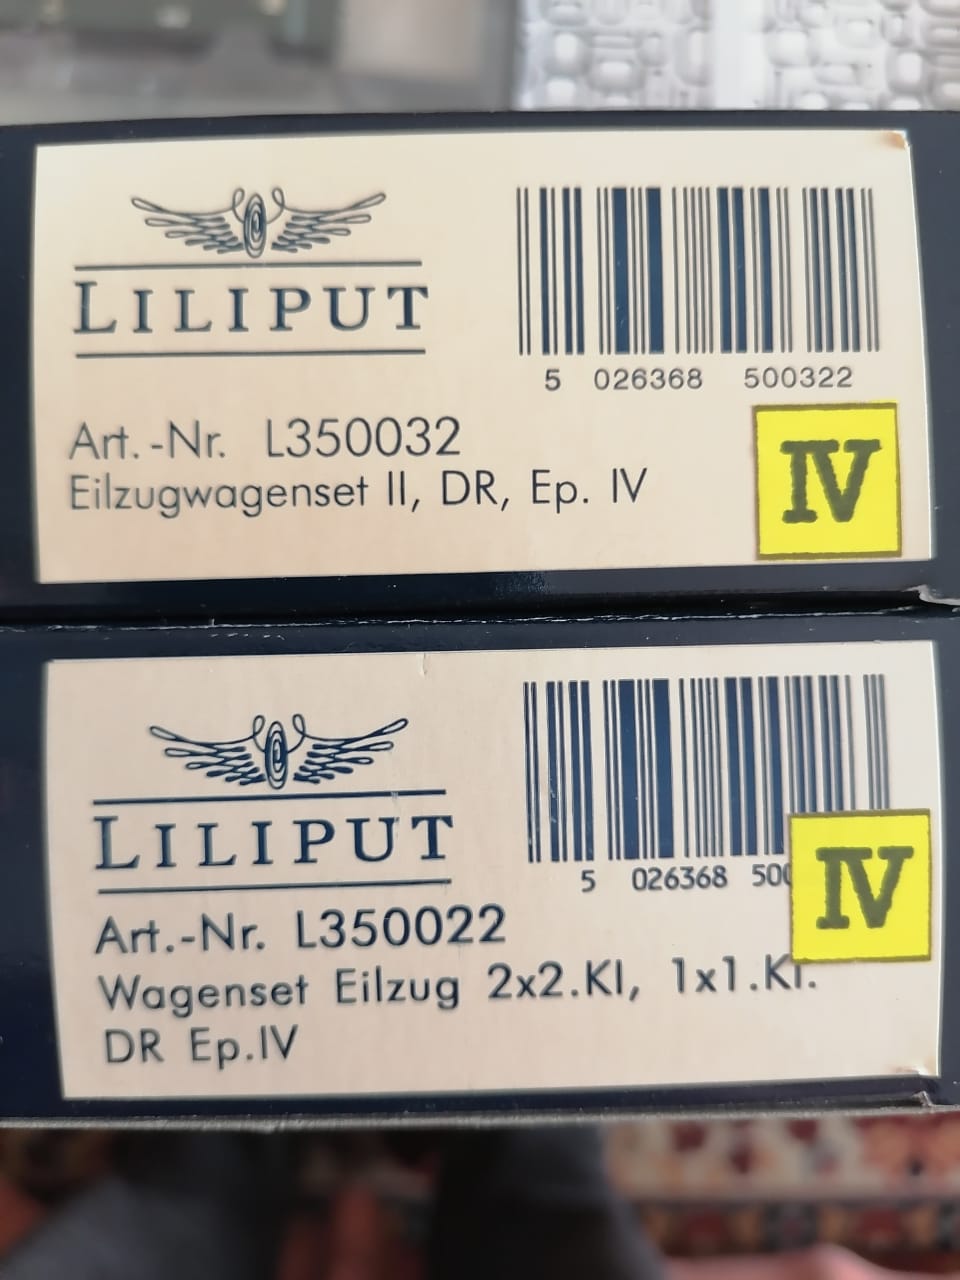 LILIPUT
5 026368 500322
Art.-Nr. L350032
Eilzugwagenset II, DR, Ep. IV
IV
LILIPUT
5 026368 500
IV
Art.-Nr. L350022
Wagenset Eilzug 2x2.Kl, 1x1.Kl.
DR Ep.IV